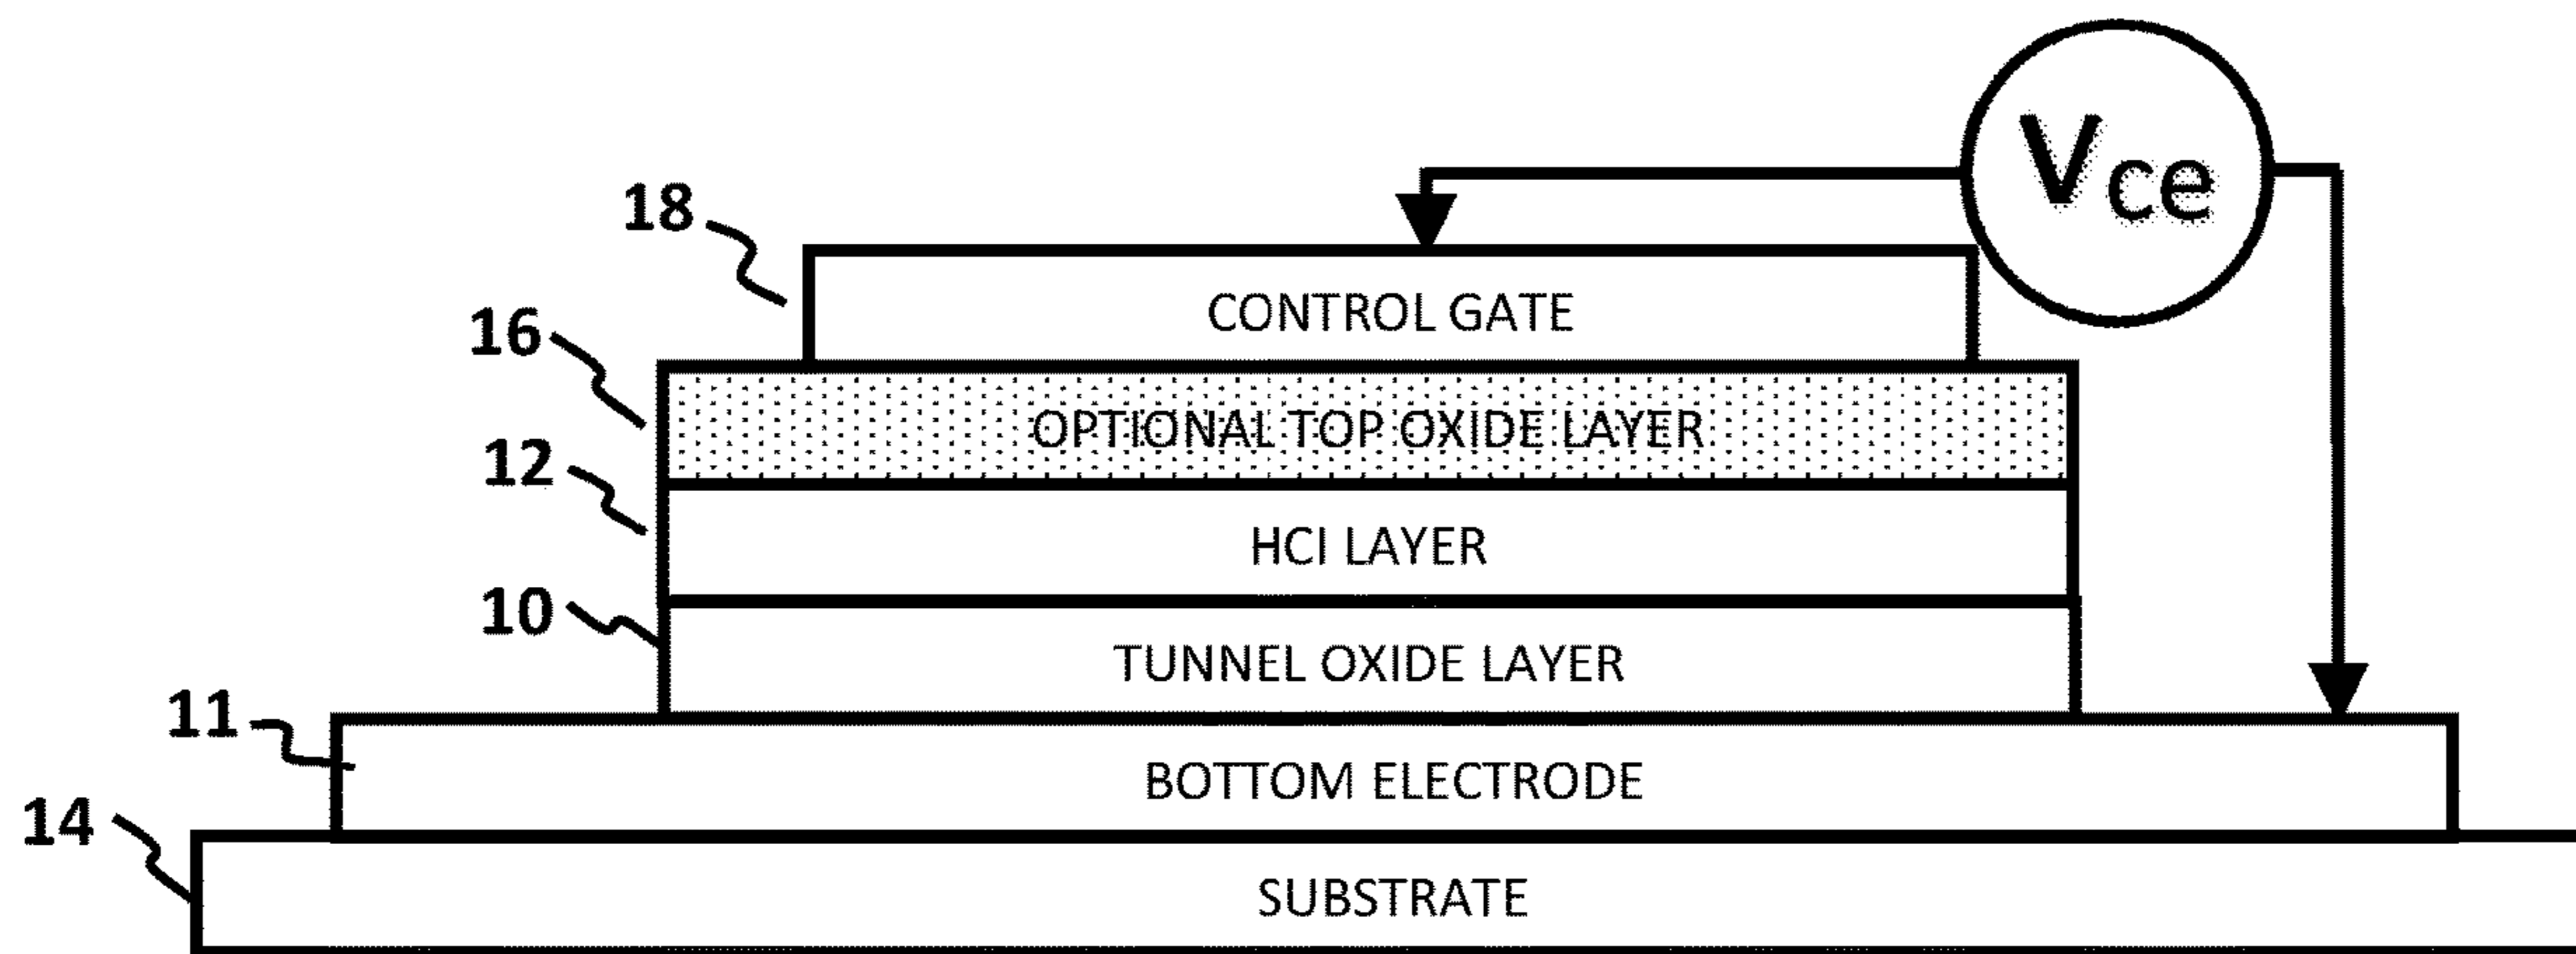 Vce
18
CONTROL GATE
16
OPTIONAL TOP OXIDE LAYER
12
HCI LAYER
10
TUNNEL OXIDE LAYER
11
BOTTOM ELECTRODE
14
SUBSTRATE